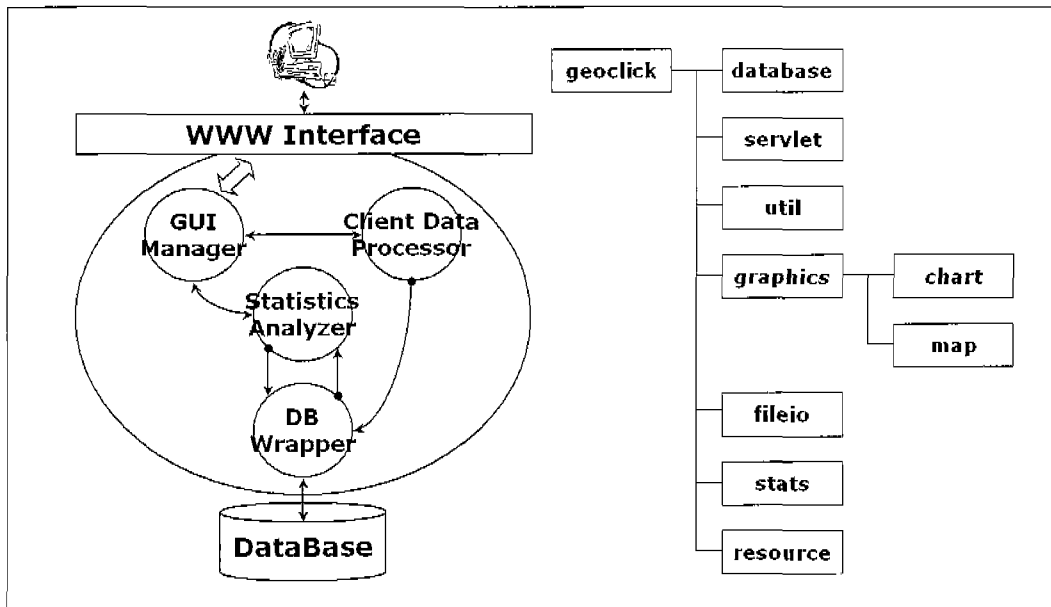 WWW Interface
GUI
Manager
Client Data
Processor
Statistics
Analyzer
DB
Wrapper
DataBase
geoclick
database
servlet
util
graphics
chart
map
fileio
stats
resource